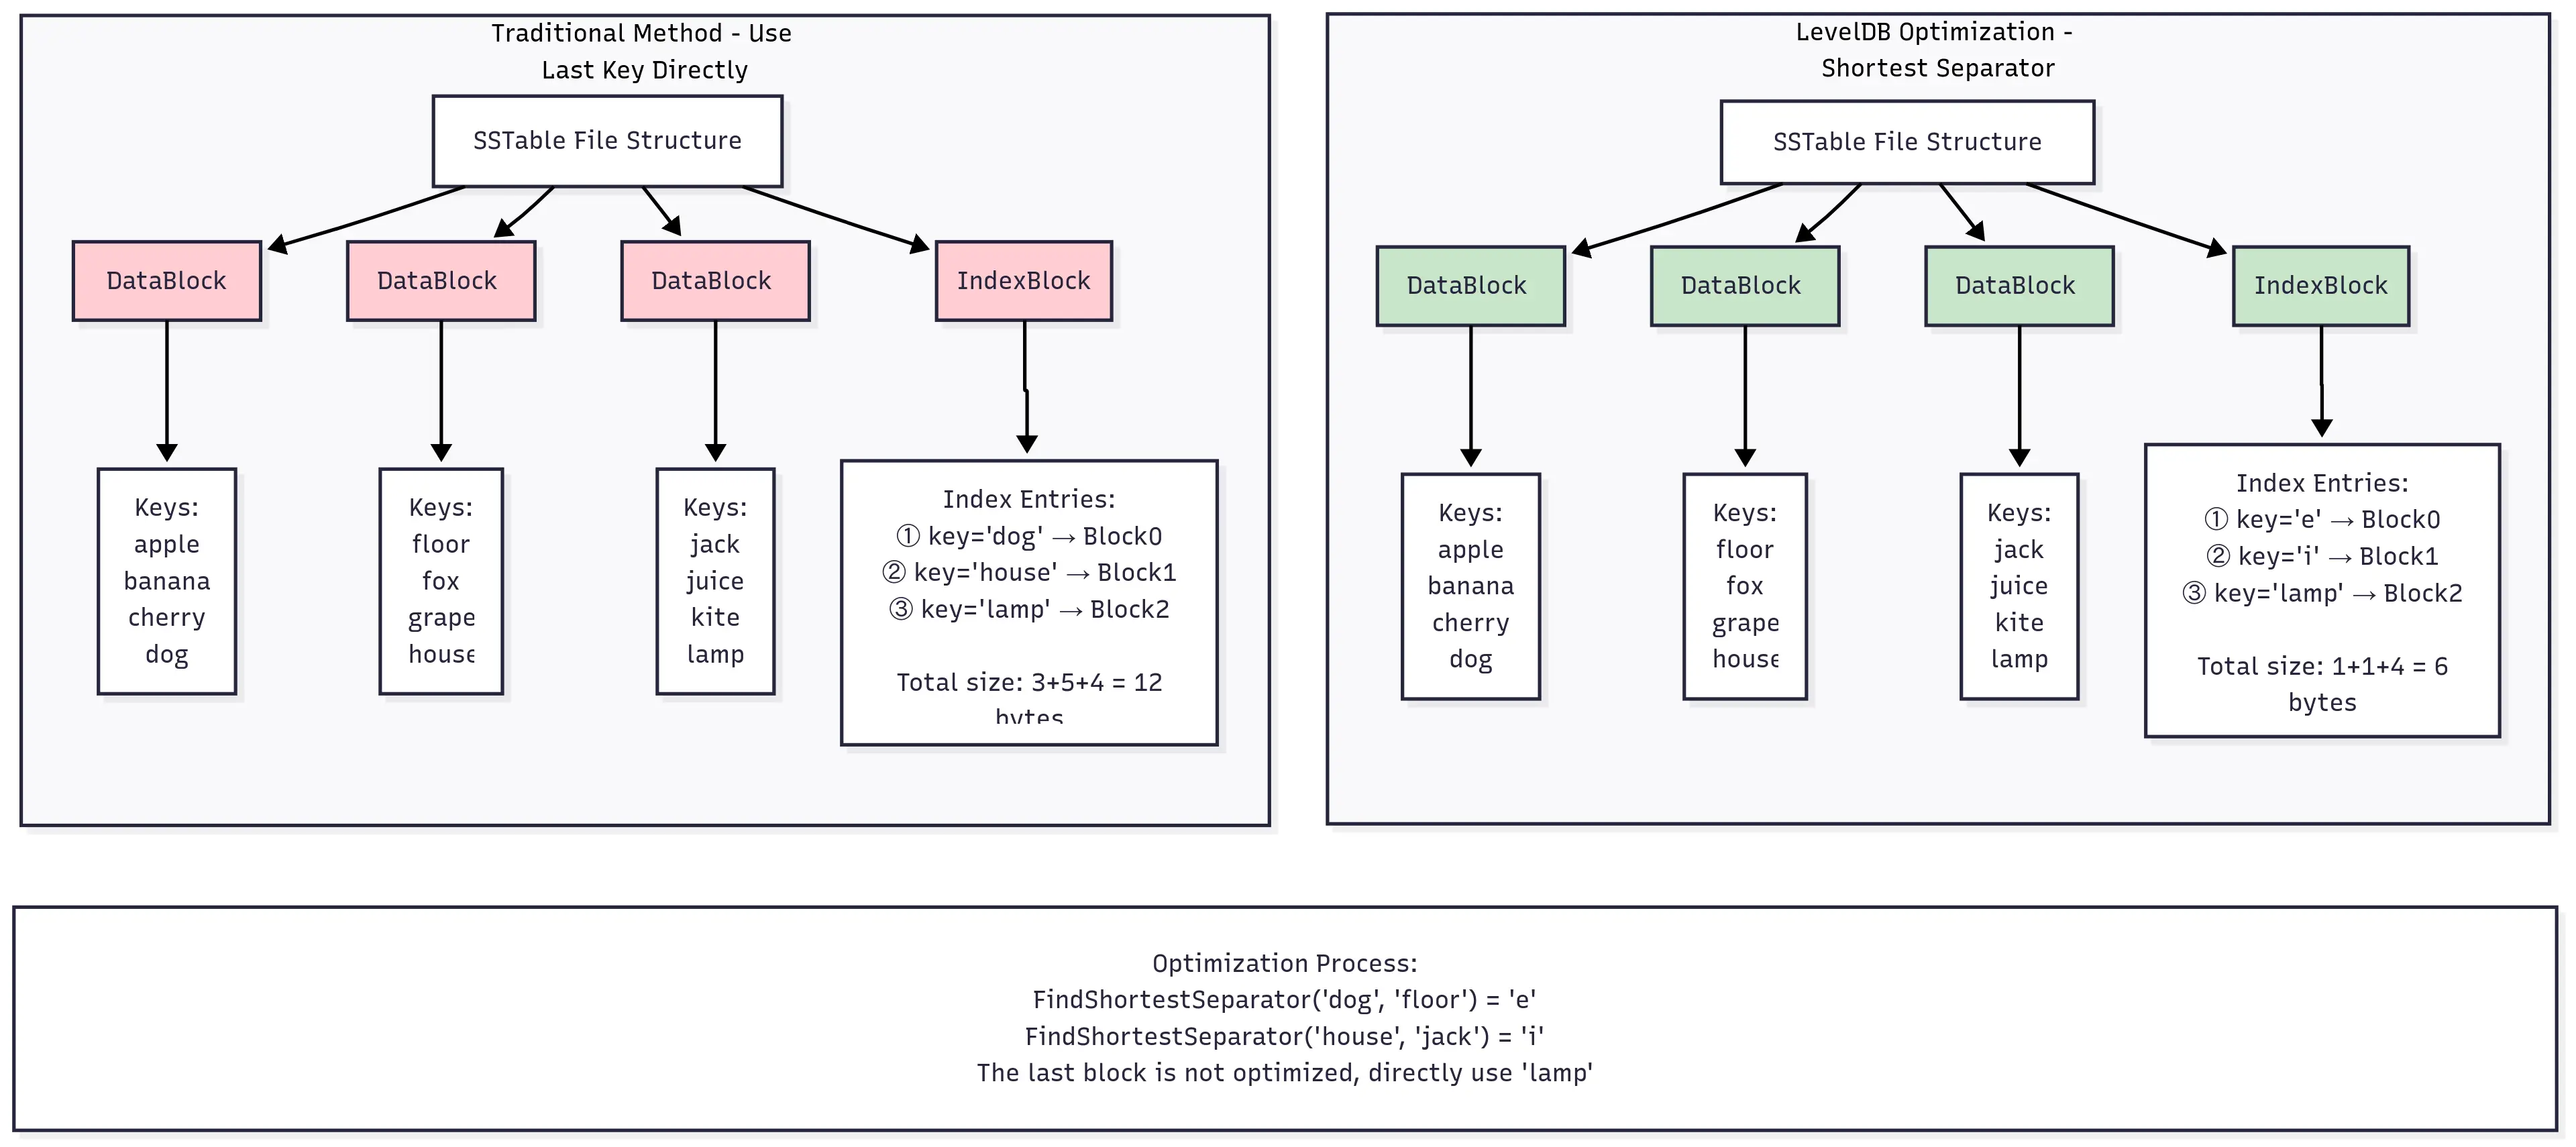 Traditional Method - Use
Last Key Directly
SSTable File Structure
DataBlock
DataBlock
DataBlock
IndexBlock
Keys:
apple
banana
cherry
dog
Keys:
floor
fox
grape
house
Keys:
jack
juice
kite
lamp
Index Entries:
① key='dog' → Block0
② key='house' → Block1
③ key='lamp' → Block2
Total size: 3+5+4 = 12
bytes
LevelDB Optimization -
Shortest Separator
SSTable File Structure
DataBlock
DataBlock
DataBlock
IndexBlock
Keys:
apple
banana
cherry
dog
Keys:
floor
fox
grape
house
Keys:
jack
juice
kite
lamp
Index Entries:
① key='e' → Block0
② key='i' → Block1
③ key='lamp' → Block2
Total size: 1+1+4 = 6
bytes
Optimization Process:
FindShortestSeparator('dog', 'floor') = 'e'
FindShortestSeparator('house', 'jack') = 'i'
The last block is not optimized, directly use 'lamp'